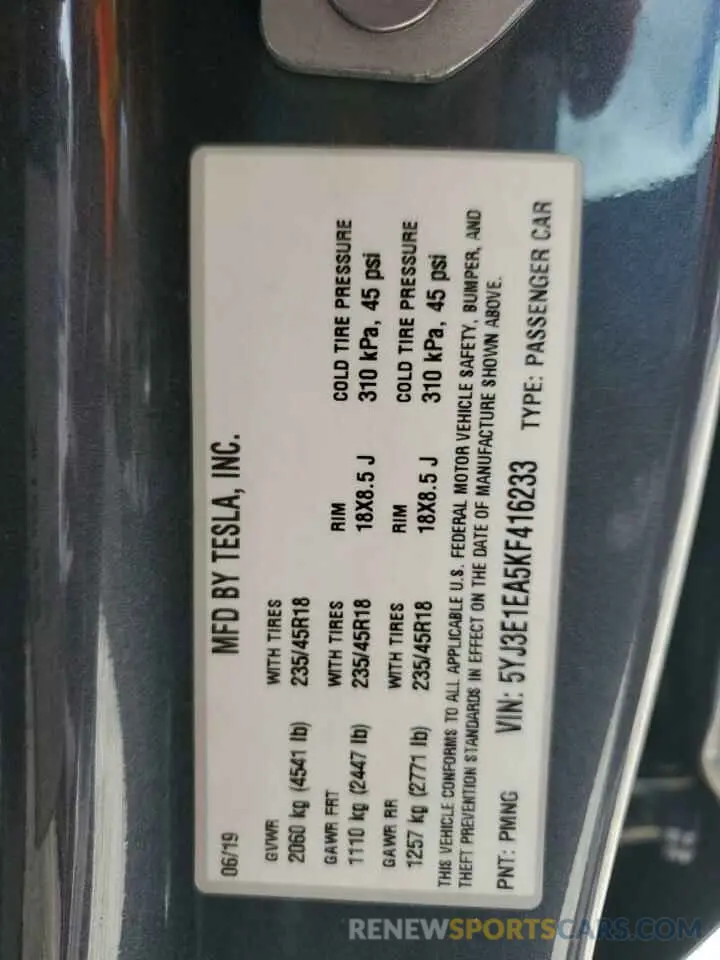 06/19 MFD BY TESLA, INC.
GVWR WITH TIRES
2060 kg (4541 lb) 235/45R18
GAWR FRT WITH TIRES RIM COLD TIRE PRESSURE
1110 kg (2447 lb) 235/45R18 18X8.5 J 310 kPa, 45 psi
GAWR RR WITH TIRES RIM COLD TIRE PRESSURE
1257 kg (2771 lb) 235/45R18 18X8.5 J 310 kPa, 45 psi
THIS VEHICLE CONFORMS TO ALL APPLICABLE U.S. FEDERAL MOTOR VEHICLE SAFETY, BUMPER, AND
THEFT PREVENTION STANDARDS IN EFFECT ON THE DATE OF MANUFACTURE SHOWN ABOVE.
PNT: PMNG VIN: 5YJ3E1EA5KF416233 TYPE: PASSENGER CAR
RENEWSPORTSCARS.COM